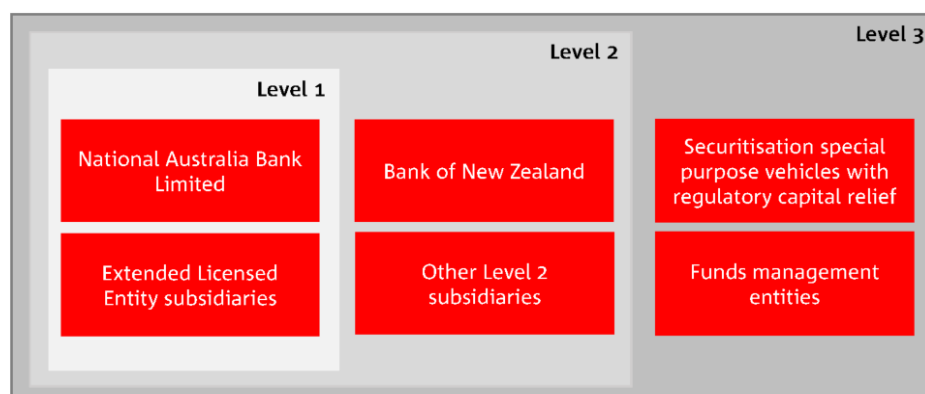 Level 3
Level 2
Level 1
National Australia Bank
Limited
Bank of New Zealand
Securitisation special
purpose vehicles with
regulatory capital relief
Extended Licensed
Entity subsidiaries
Other Level 2
subsidiaries
Funds management
entities